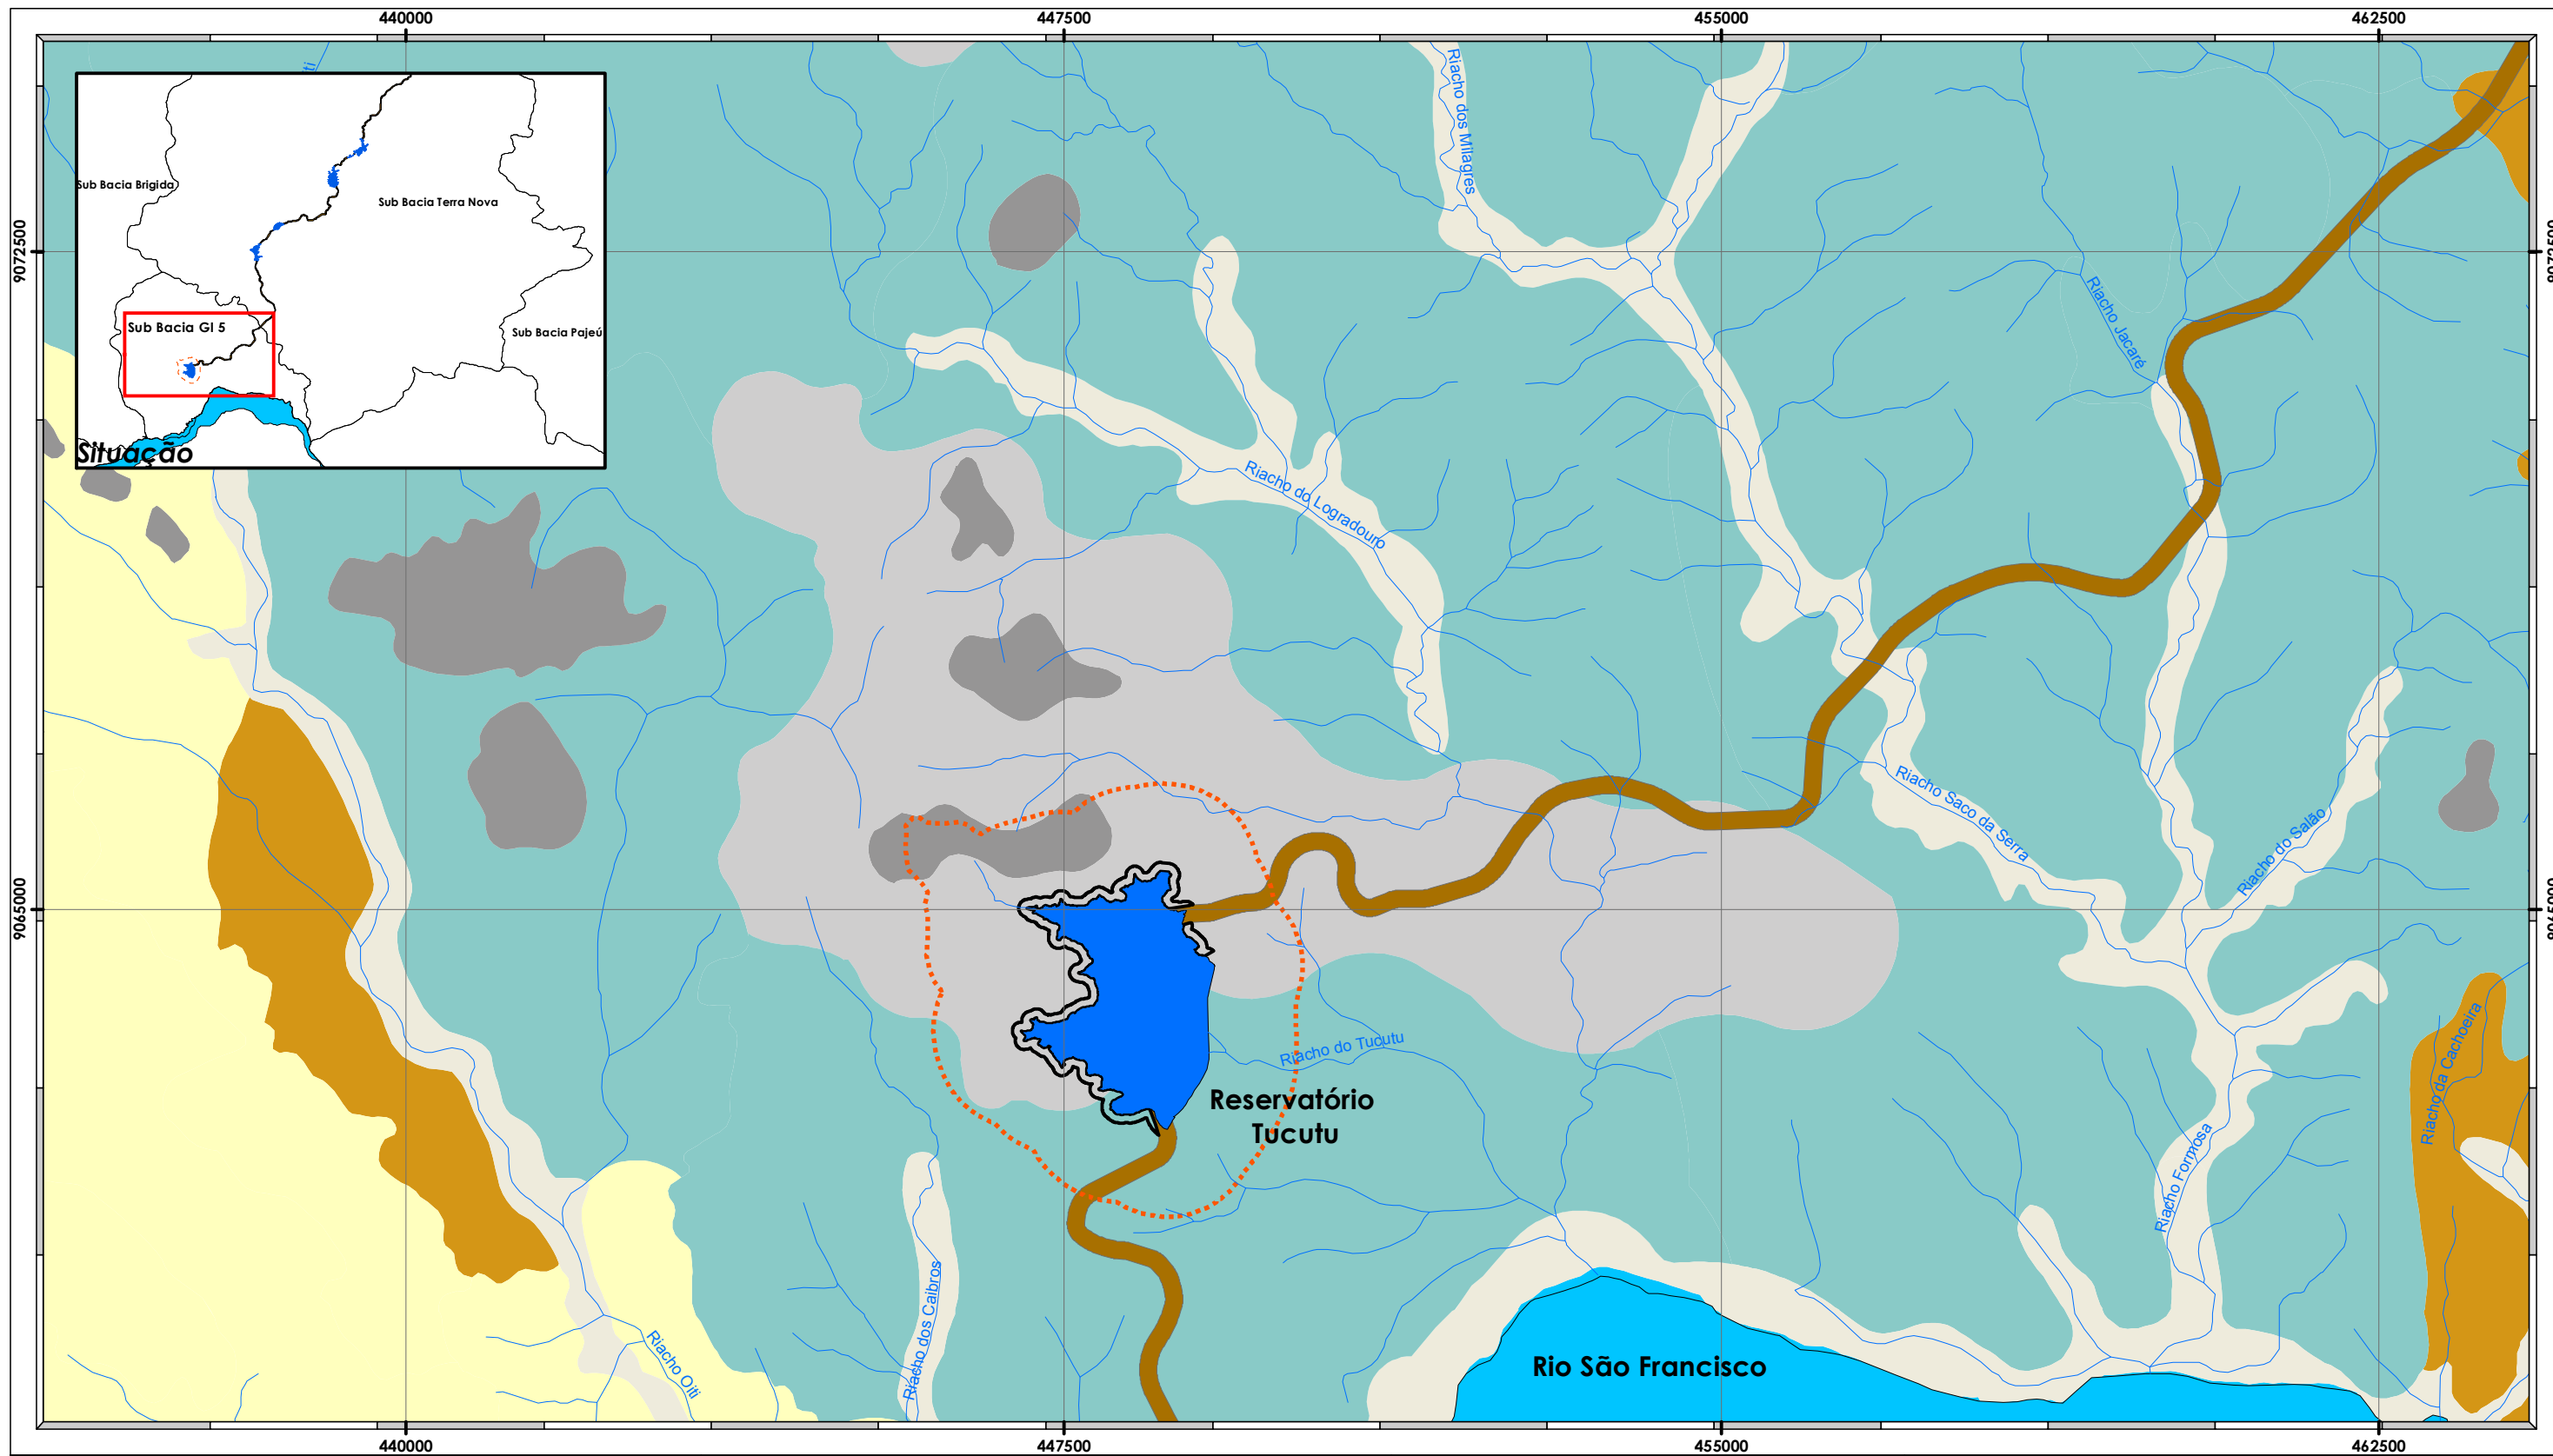 440000
447500
455000
462500
9072500
9072500
9065000
9065000
Sub Bacia Brigida
Sub Bacia Terra Nova
Sub Bacia GI 5
Sub Bacia Pajeú
Situação
Riacho dos Milagres
Riacho Jacaré
Riacho do Logradouro
Riacho Saco da Serra
Riacho do Salão
Riacho do Tucutu
Riacho da Cachoeira
Reservatório
Tucutu
Riacho Formosa
Riacho dos Caibros
Riacho Oiti
Rio São Francisco
440000
447500
455000
462500